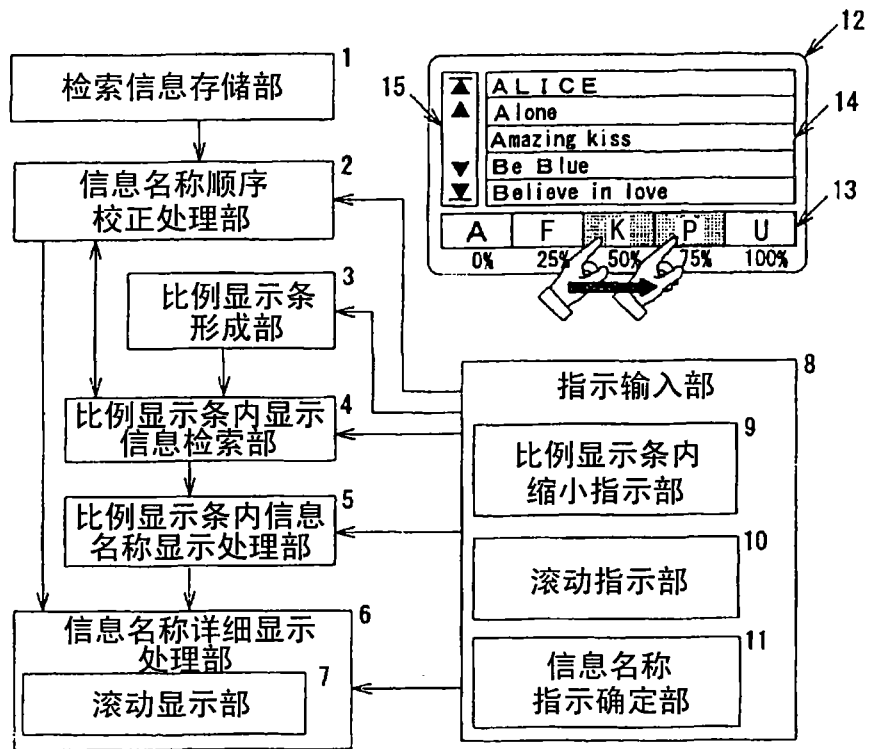 1
检索信息存储部
2
信息名称顺序
校正处理部
3
比例显示条
形成部
4
比例显示条内显示
信息检索部
5
比例显示条内信息
名称显示处理部
6
信息名称详细显示
处理部
7
滚动显示部
12
15
14
ALICE
Alone
Amazing kiss
Be Blue
Believe in love
13
A F K P U
0% 25% 50% 75% 100%
8
指示输入部
9
比例显示条内
缩小指示部
10
滚动指示部
11
信息名称
指示确定部